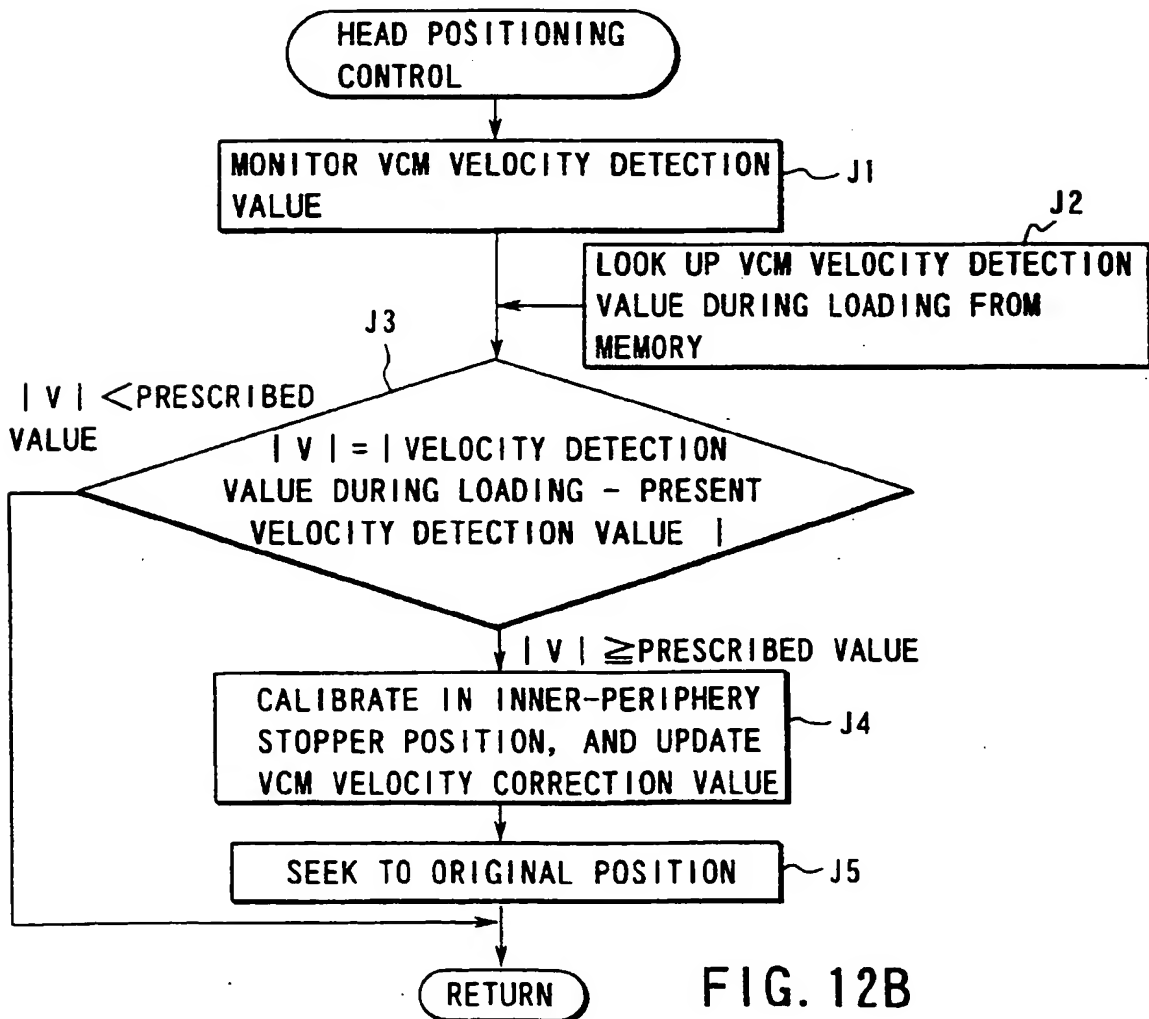 HEAD POSITIONING
CONTROL
MONITOR VCM VELOCITY DETECTION
VALUE
J1
J2
LOOK UP VCM VELOCITY DETECTION
VALUE DURING LOADING FROM
MEMORY
J3
|V| <PRESCRIBED
VALUE
|V| = | VELOCITY DETECTION
VALUE DURING LOADING - PRESENT
VELOCITY DETECTION VALUE |
|V| ≧PRESCRIBED VALUE
CALIBRATE IN INNER-PERIPHERY
STOPPER POSITION, AND UPDATE
VCM VELOCITY CORRECTION VALUE
J4
SEEK TO ORIGINAL POSITION
J5
RETURN
FIG. 12B